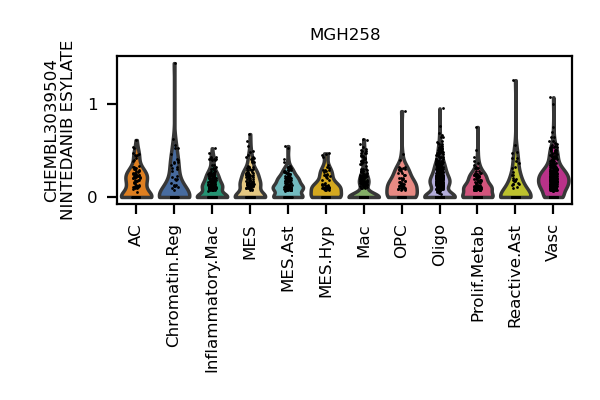 MGH258
CHEMBL3039504
NINTEDANIB ESYLATE
1
0
AC
Chromatin.Reg
Inflammatory.Mac
MES
MES.Ast
MES.Hyp
Mac
OPC
Oligo
Prolif.Metab
Reactive.Ast
Vasc